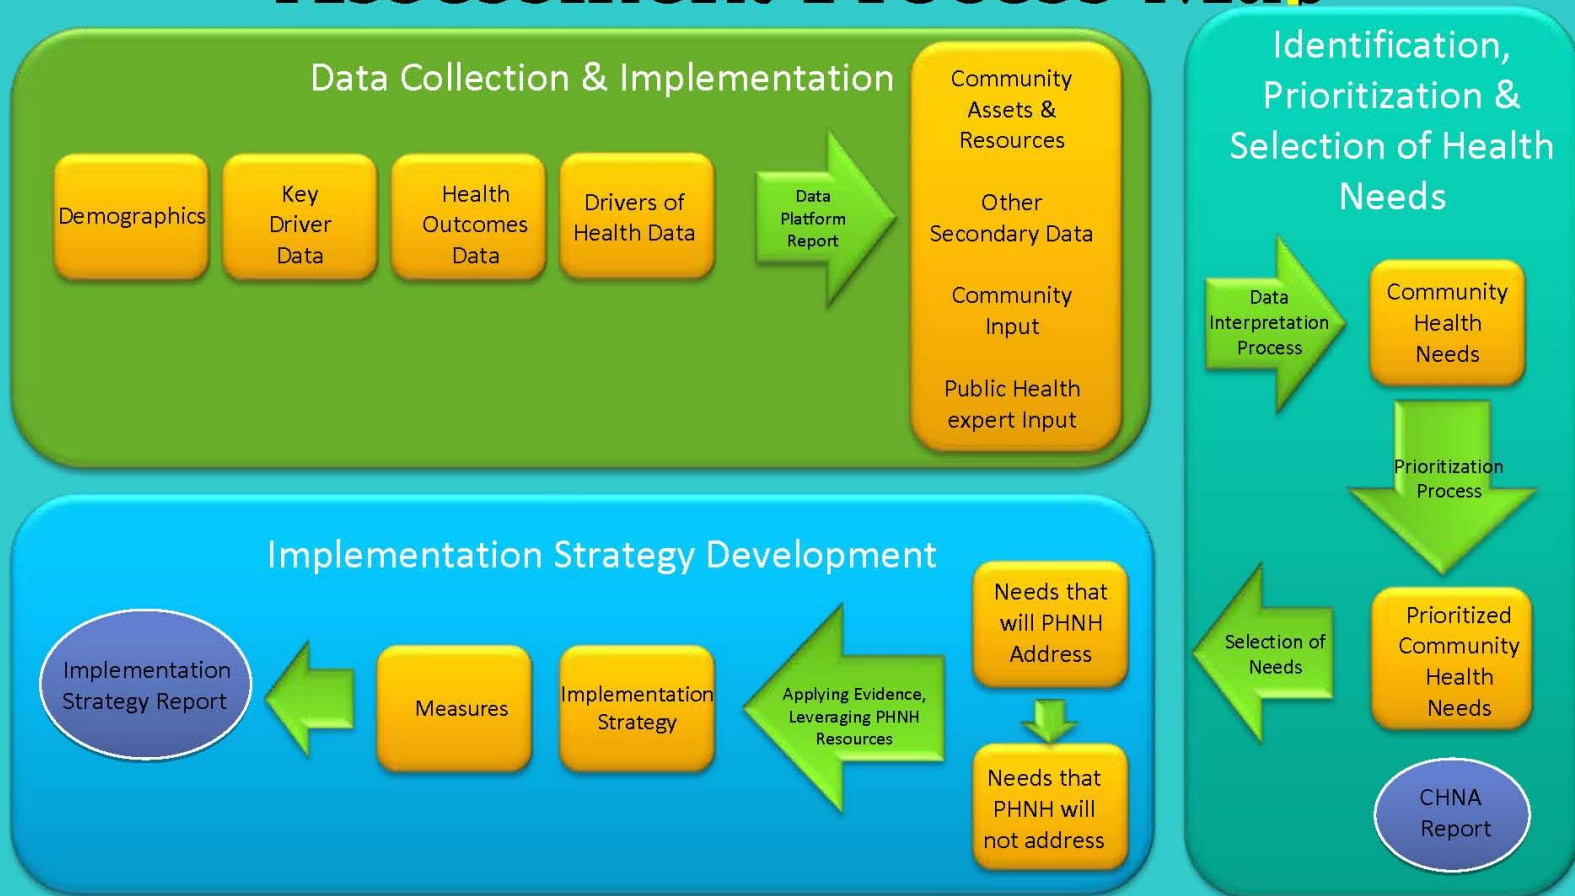 Assessment Process Map
Data Collection & Implementation
Demographics
Key
Driver
Data
Health
Outcomes
Data
Drivers of
Health Data
Data
Platform
Report
Community
Assets &
Resources
Other
Secondary Data
Community
Input
Public Health
expert Input
Identification,
Prioritization &
Selection of Health
Needs
Data
Interpretation
Process
Community
Health
Needs
Prioritization
Process
Prioritized
Community
Health
Needs
Selection of
Needs
CHNA
Report
Implementation Strategy Development
Needs that
will PHNH
Address
Needs that
PHNH will
not address
Applying Evidence,
Leveraging PHNH
Resources
Implementation
Strategy
Measures
Implementation
Strategy Report